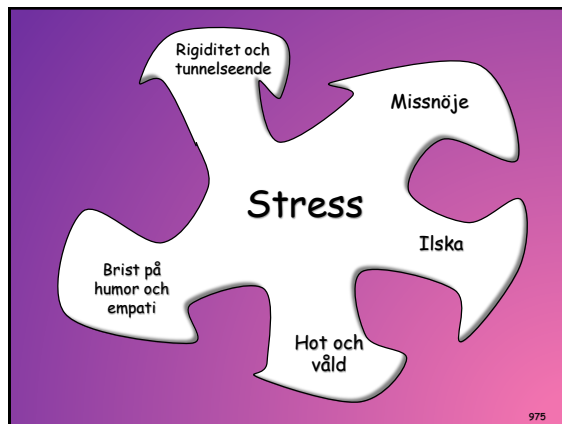 Rigiditet och
tunnelseende
Missnöje
Stress
Ilska
Brist på
humor och
empati
Hot och
våld
975